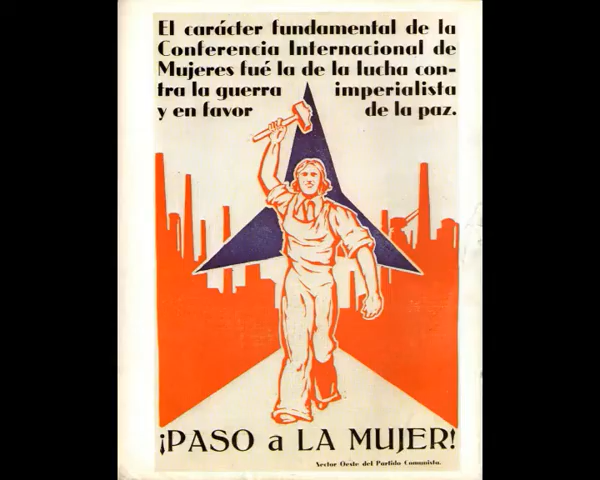 El carácter fundamental de la
Conferencia Internacional de
Mujeres fué la de la lucha con-
tra la guerra imperialista
y en favor de la paz.
¡PASO a LA MUJER!
Sector Oeste del Partido Comunista.